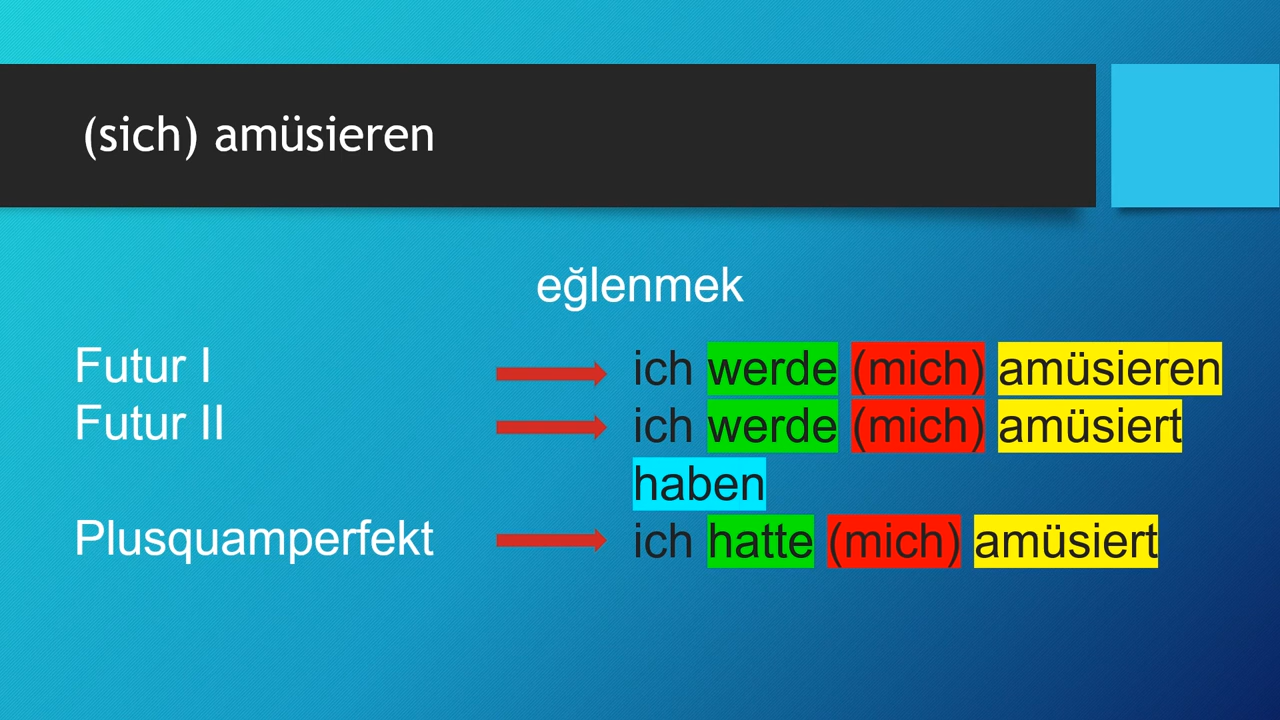 (sich) amüsieren
eğlenmek
Futur I ich werde (mich) amüsieren
Futur II ich werde (mich) amüsiert
haben
Plusquamperfekt ich hatte (mich) amüsiert